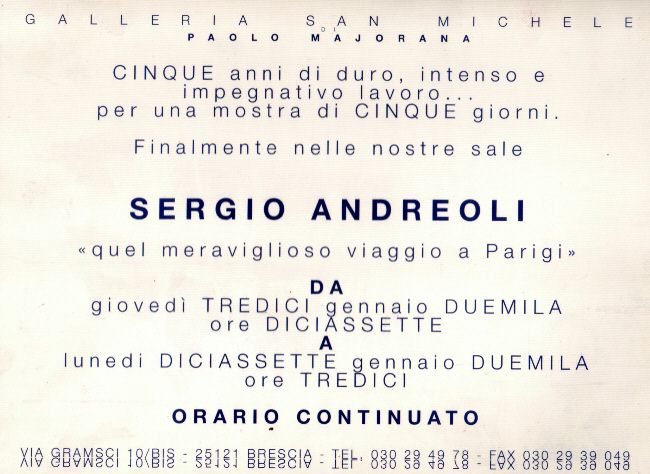 GALLERIA SAN MICHELE
DI
PAOLO MAJORANA
CINQUE anni di duro, intenso e
impegnativo lavoro...
per una mostra di CINQUE giorni.
Finalmente nelle nostre sale
SERGIO ANDREOLI
«quel meraviglioso viaggio a Parigi»
DA
giovedì TREDICI gennaio DUEMILA
ore DICIASSETTE
A
lunedi DICIASSETTE gennaio DUEMILA
ore TREDICI
ORARIO CONTINUATO
VIA GRAMSCI 10/BIS - 25121 BRESCIA - TEL. 030 29 49 78 - FAX 030 29 39 049